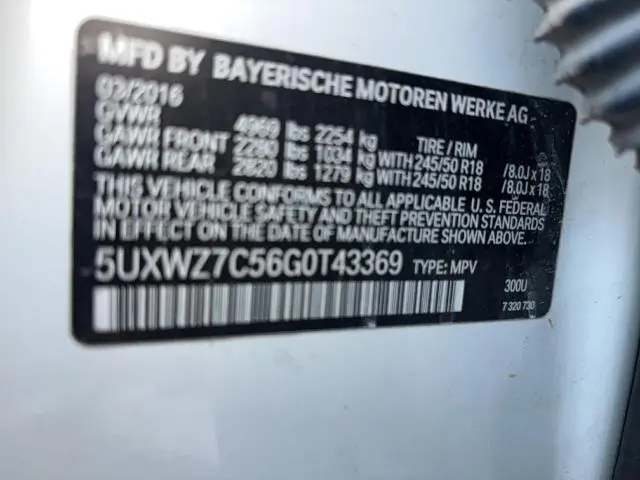 MFD BY BAYERISCHE MOTOREN WERKE AG
03/2016
GVWR 4969 lbs 2254 kg TIRE / RIM
GAWR FRONT 2280 lbs 1034 kg WITH 245/50 R18 /8.0J x 18
GAWR REAR 2820 lbs 1279 kg WITH 245/50 R18 /8.0J x 18
THIS VEHICLE CONFORMS TO ALL APPLICABLE U.S. FEDERAL
MOTOR VEHICLE SAFETY AND THEFT PREVENTION STANDARDS
IN EFFECT ON THE DATE OF MANUFACTURE SHOWN ABOVE.
5UXWZ7C56G0T43369 TYPE: MPV
300U
7 320 730